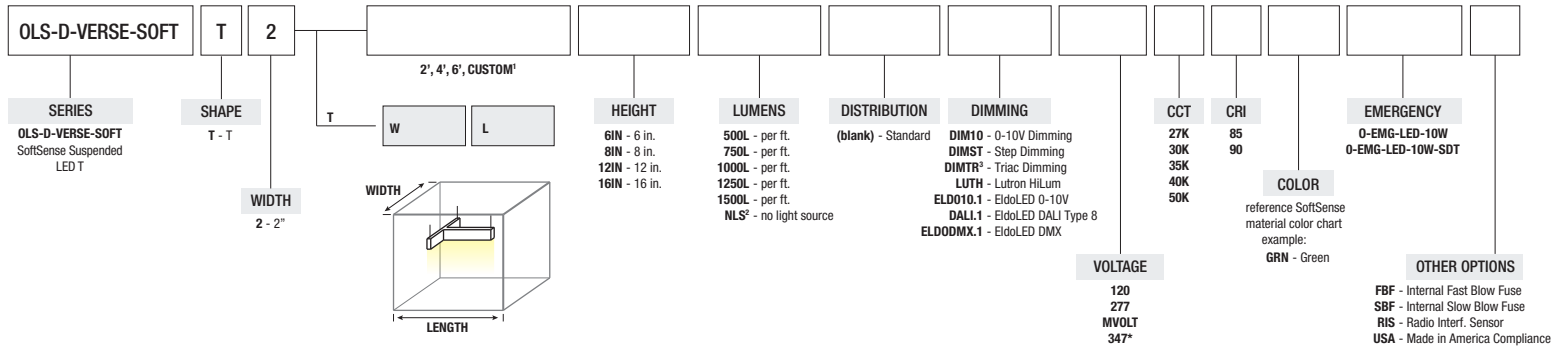 OLS-D-VERSE-SOFT T 2
2', 4', 6', CUSTOM¹
SERIES
OLS-D-VERSE-SOFT
SoftSense Suspended
LED T
SHAPE
T - T
WIDTH
2 - 2"
T
W L
WIDTH
LENGTH
HEIGHT
6IN - 6 in.
8IN - 8 in.
12IN - 12 in.
16IN - 16 in.
LUMENS
500L - per ft.
750L - per ft.
1000L - per ft.
1250L - per ft.
1500L - per ft.
NLS² - no light source
DISTRIBUTION
(blank) - Standard
DIMMING
DIM10 - 0-10V Dimming
DIMST - Step Dimming
DIMTR³ - Triac Dimming
LUTH - Lutron HiLum
ELD010.1 - EldoLED 0-10V
DALI.1 - EldoLED DALI Type 8
ELDODMX.1 - EldoLED DMX
VOLTAGE
120
277
MVOLT
347*
CCT
27K
30K
35K
40K
50K
CRI
85
90
COLOR
reference SoftSense
material color chart
example:
GRN - Green
EMERGENCY
O-EMG-LED-10W
O-EMG-LED-10W-SDT
OTHER OPTIONS
FBF - Internal Fast Blow Fuse
SBF - Internal Slow Blow Fuse
RIS - Radio Interf. Sensor
USA - Made in America Compliance